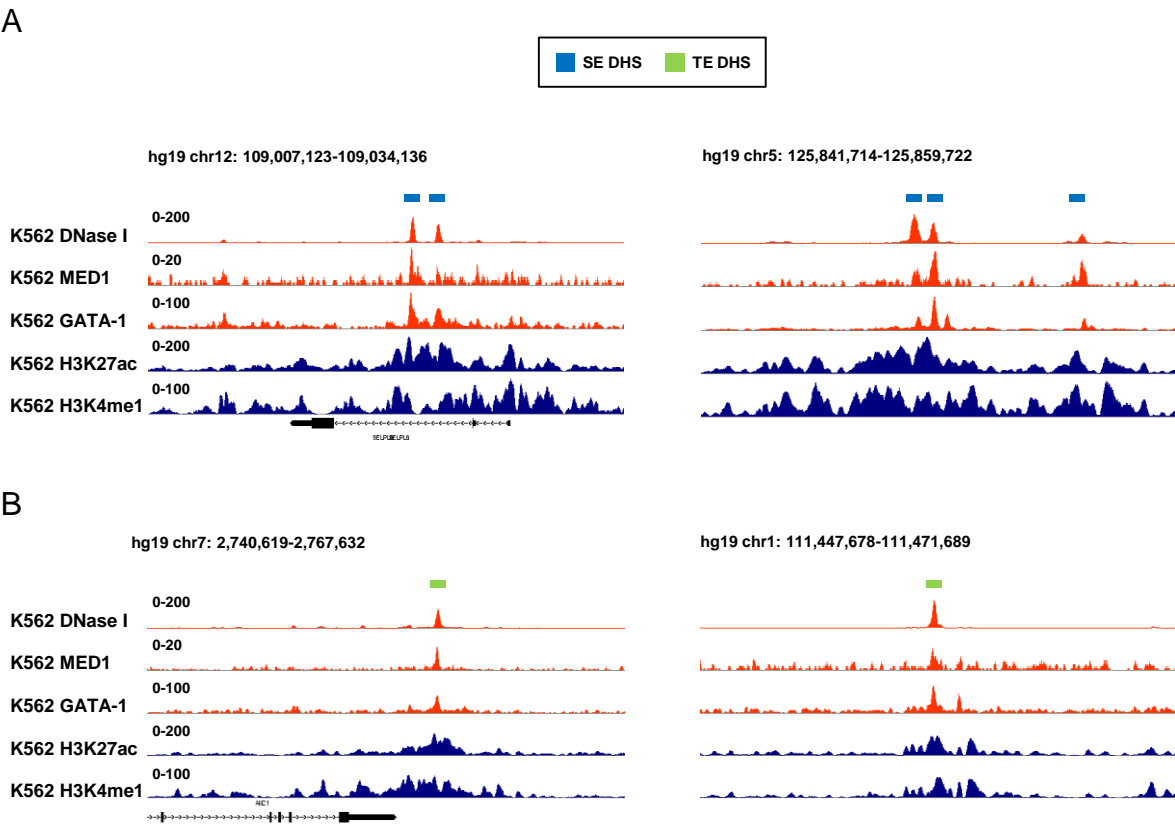 A
SE DHS TE DHS
hg19 chr12: 109,007,123-109,034,136
hg19 chr5: 125,841,714-125,859,722
K562 DNase I 0-200
K562 MED1 0-20
K562 GATA-1 0-100
K562 H3K27ac 0-200
K562 H3K4me1 0-100
B
hg19 chr7: 2,740,619-2,767,632
hg19 chr1: 111,447,678-111,471,689
K562 DNase I 0-200
K562 MED1 0-20
K562 GATA-1 0-100
K562 H3K27ac 0-200
K562 H3K4me1 0-100